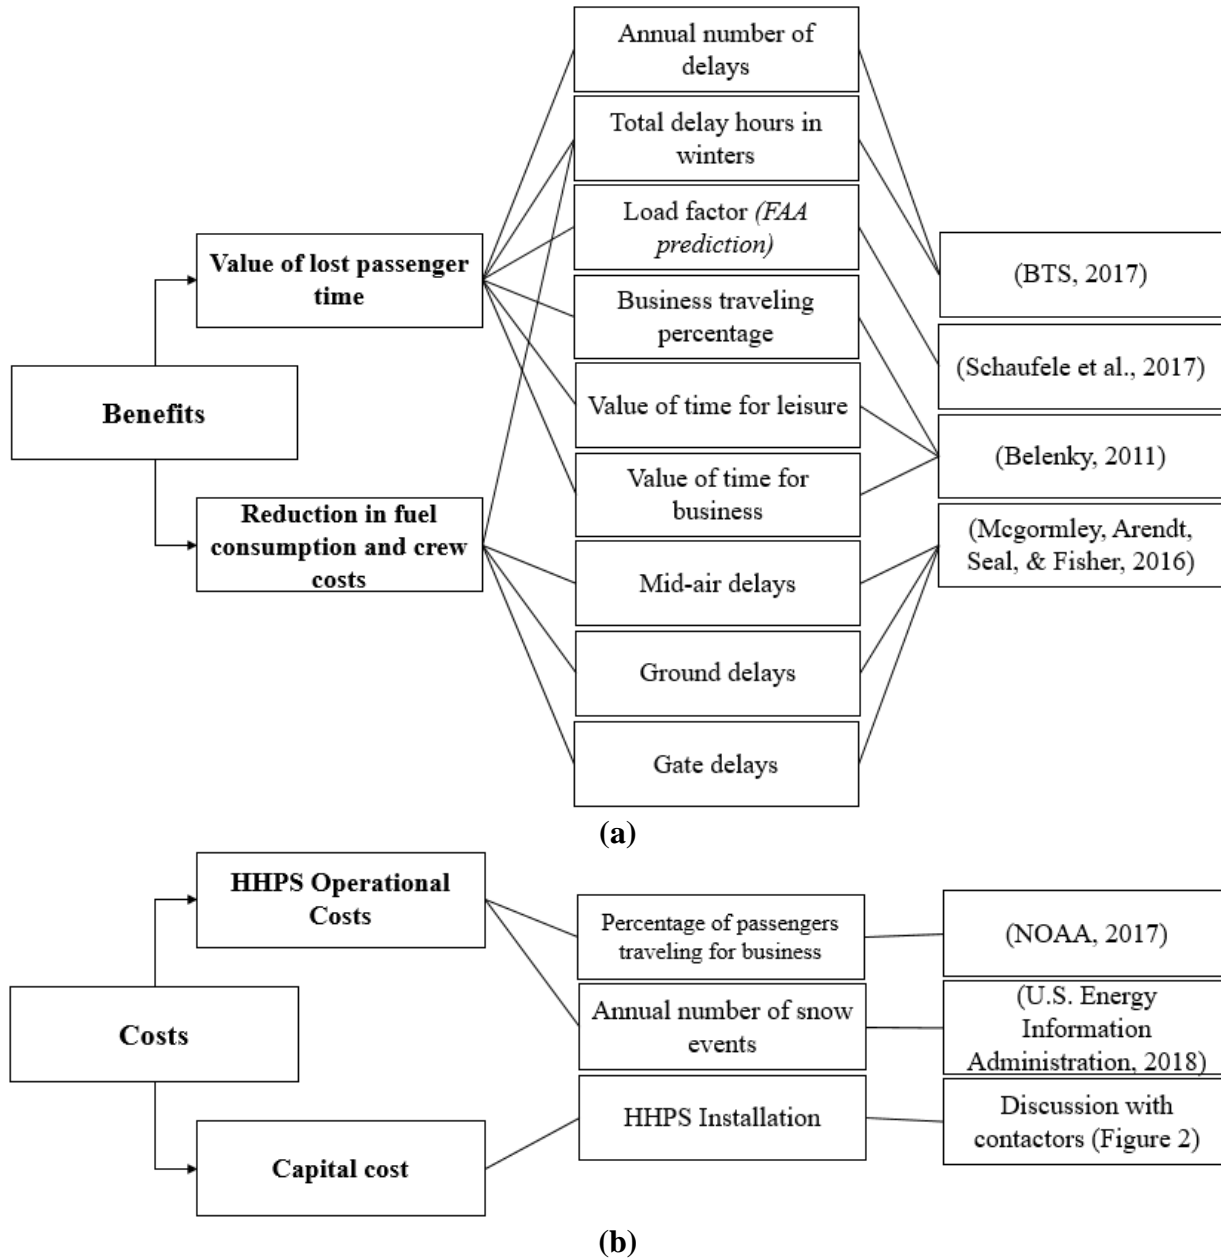 Annual number of
delays
Total delay hours in
winters
Load factor (FAA
prediction)
Business traveling
percentage
Value of time for leisure
Value of time for
business
Mid-air delays
Ground delays
Gate delays
Value of lost passenger
time
Benefits
Reduction in fuel
consumption and crew
costs
(BTS, 2017)
(Schaufele et al., 2017)
(Belenky, 2011)
(Mcgormley, Arendt,
Seal, & Fisher, 2016)
(a)
HHPS Operational
Costs
Costs
Capital cost
Percentage of passengers
traveling for business
Annual number of snow
events
HHPS Installation
(NOAA, 2017)
(U.S. Energy
Information
Administration, 2018)
Discussion with
contactors (Figure 2)
(b)